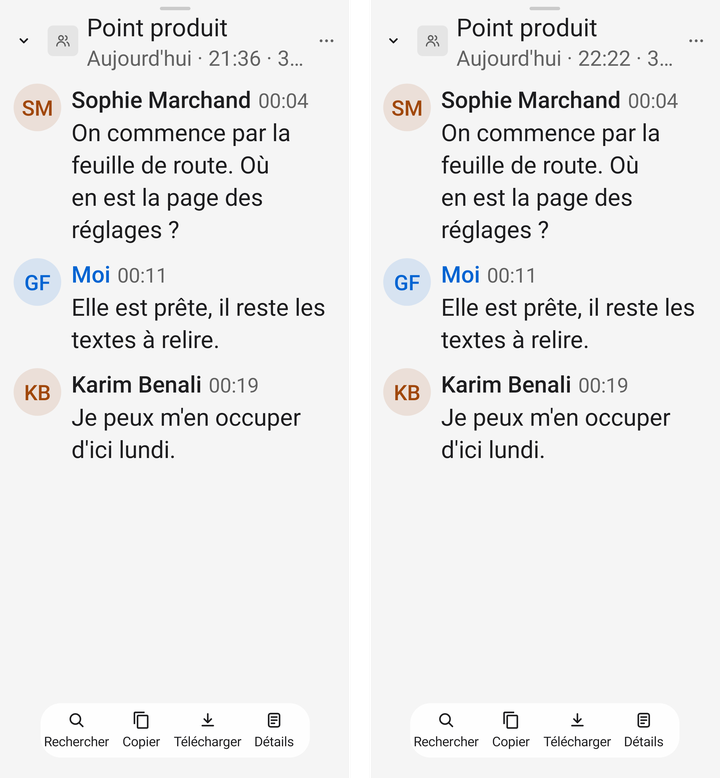 Point produit
Aujourd'hui · 21:36 · 3...
SM
Sophie Marchand 00:04
On commence par la
feuille de route. Où
en est la page des
réglages ?
GF
Moi 00:11
Elle est prête, il reste les
textes à relire.
KB
Karim Benali 00:19
Je peux m'en occuper
d'ici lundi.
Rechercher
Copier
Télécharger
Détails
Point produit
Aujourd'hui · 22:22 · 3...
SM
Sophie Marchand 00:04
On commence par la
feuille de route. Où
en est la page des
réglages ?
GF
Moi 00:11
Elle est prête, il reste les
textes à relire.
KB
Karim Benali 00:19
Je peux m'en occuper
d'ici lundi.
Rechercher
Copier
Télécharger
Détails